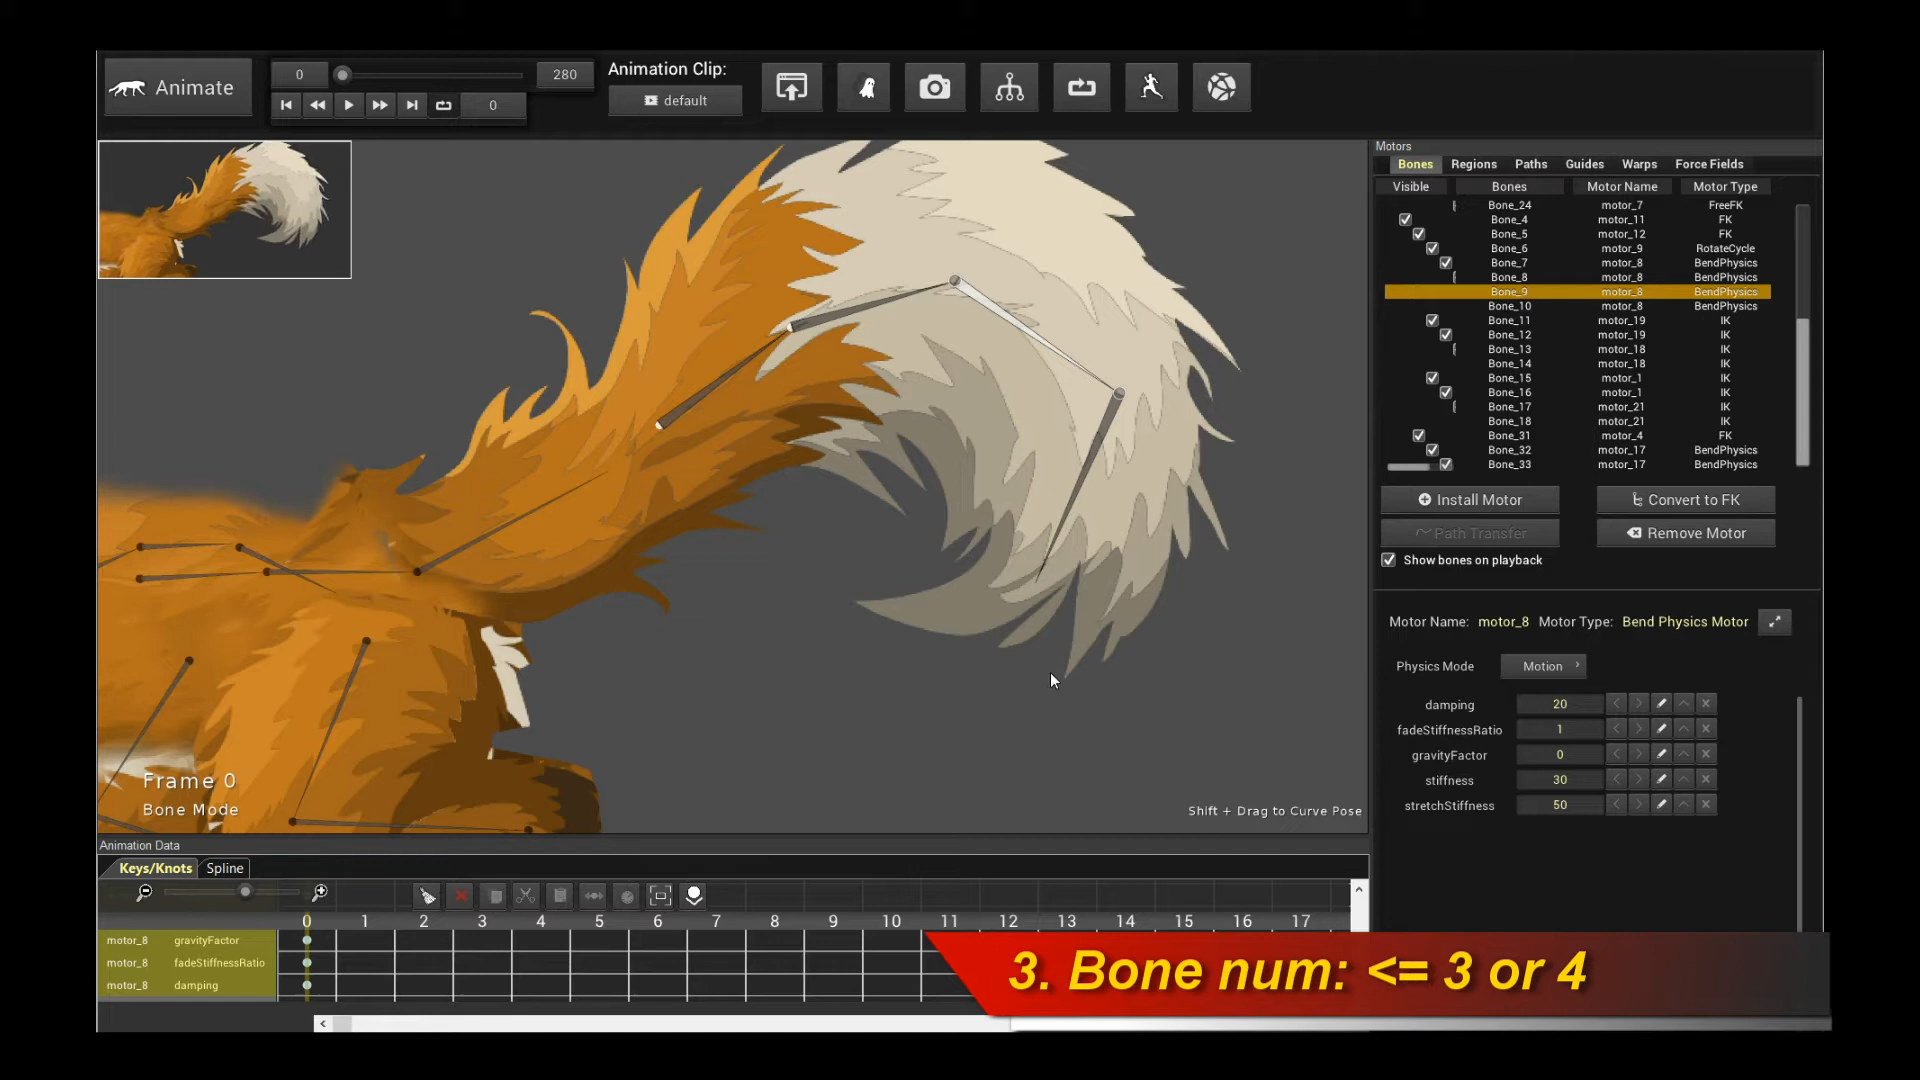 Animate
0
280
0
Animation Clip:
default
Motors
Bones Regions Paths Guides Warps Force Fields
Visible Bones Motor Name Motor Type
Bone_24 motor_7 FreeFK
Bone_4 motor_11 FK
Bone_5 motor_12 FK
Bone_6 motor_9 RotateCycle
Bone_7 motor_8 BendPhysics
Bone_8 motor_8 BendPhysics
Bone_9 motor_8 BendPhysics
Bone_10 motor_8 BendPhysics
Bone_11 motor_19 IK
Bone_12 motor_19 IK
Bone_13 motor_18 IK
Bone_14 motor_18 IK
Bone_15 motor_1 IK
Bone_16 motor_1 IK
Bone_17 motor_21 IK
Bone_18 motor_21 IK
Bone_31 motor_4 FK
Bone_32 motor_17 BendPhysics
Bone_33 motor_17 BendPhysics
Install Motor Convert to FK
Path Transfer Remove Motor
Show bones on playback
Motor Name: motor_8 Motor Type: Bend Physics Motor
Physics Mode Motion
damping 20
fadeStiffnessRatio 1
gravityFactor 0
stiffness 30
stretchStiffness 50
Frame 0
Bone Mode
Shift + Drag to Curve Pose
Animation Data
Keys/Knots Spline
0 1 2 3 4 5 6 7 8 9 10 11 12 13 14 15 16 17
motor_8 gravityFactor
motor_8 fadeStiffnessRatio
motor_8 damping
3. Bone num: <= 3 or 4